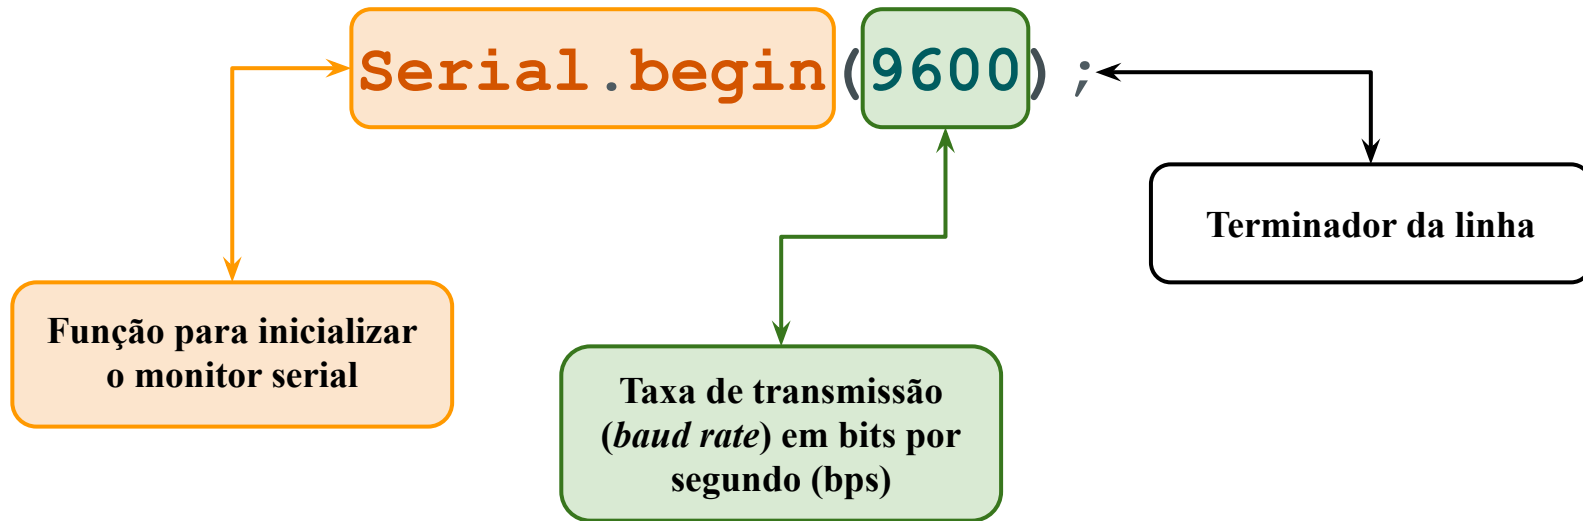 Serial.begin(9600);
Terminador da linha
Função para inicializar
o monitor serial
Taxa de transmissão
(baud rate) em bits por
segundo (bps)